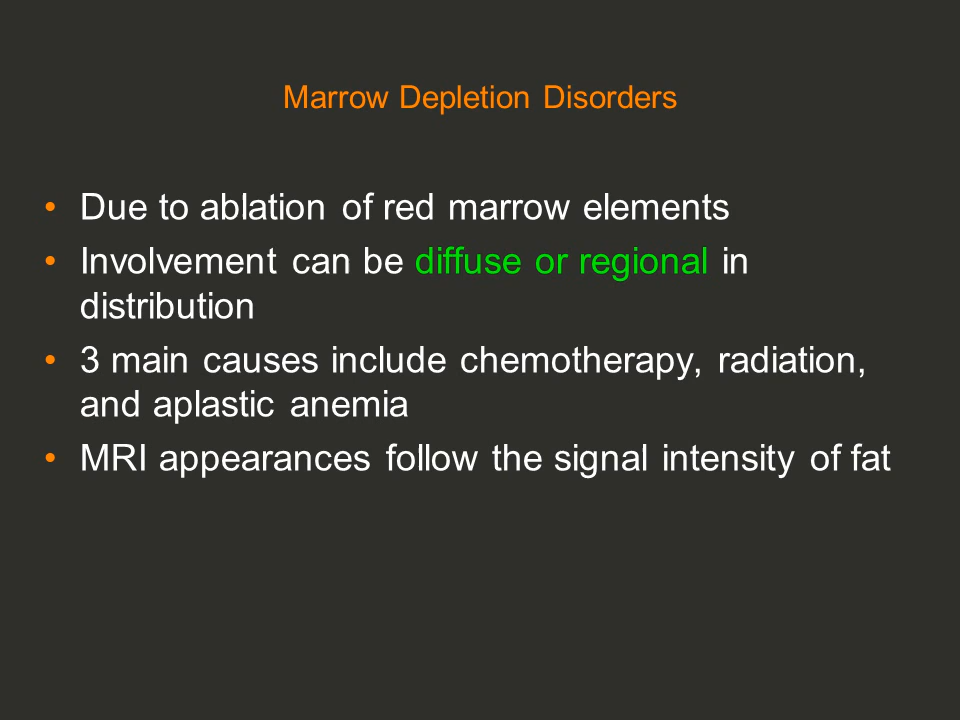 Marrow Depletion Disorders
• Due to ablation of red marrow elements
• Involvement can be diffuse or regional in
distribution
• 3 main causes include chemotherapy, radiation,
and aplastic anemia
• MRI appearances follow the signal intensity of fat